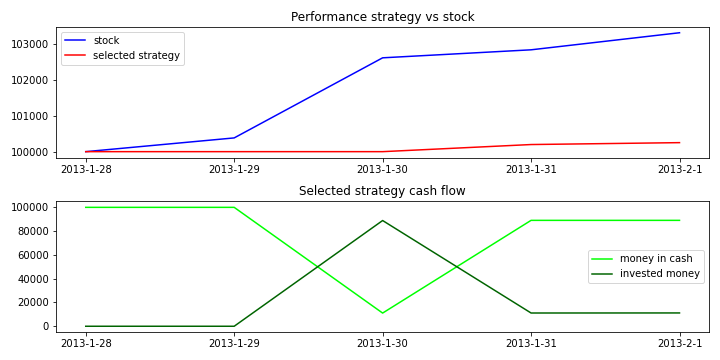 Performance strategy vs stock
103000
102000
101000
100000
stock
selected strategy
2013-1-28 2013-1-29 2013-1-30 2013-1-31 2013-2-1
Selected strategy cash flow
100000
80000
60000
40000
20000
0
money in cash
invested money
2013-1-28 2013-1-29 2013-1-30 2013-1-31 2013-2-1